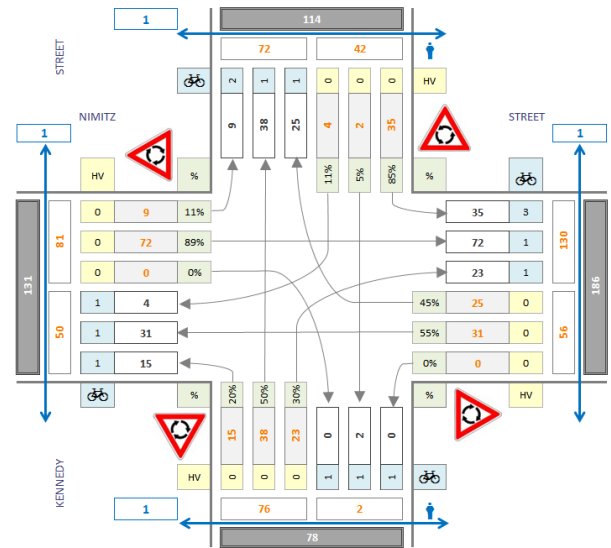 1
114
72 42
STREET
2 1 1 0 0 0 HV
9 38 25 4 2 35
NIMITZ STREET
1 1
HV % 11% 5% 85% %
0 9 11% 35 3
0 72 89% 72 1
0 0 0% 23 1
131 81 130 186
50 56
1 4 45% 25 0
1 31 55% 31 0
1 15 0% 0 0
% 20% 50% 30% % HV
15 38 23 0 2 0
KENNEDY
HV 0 0 0 1 1 1
1 76 2
78